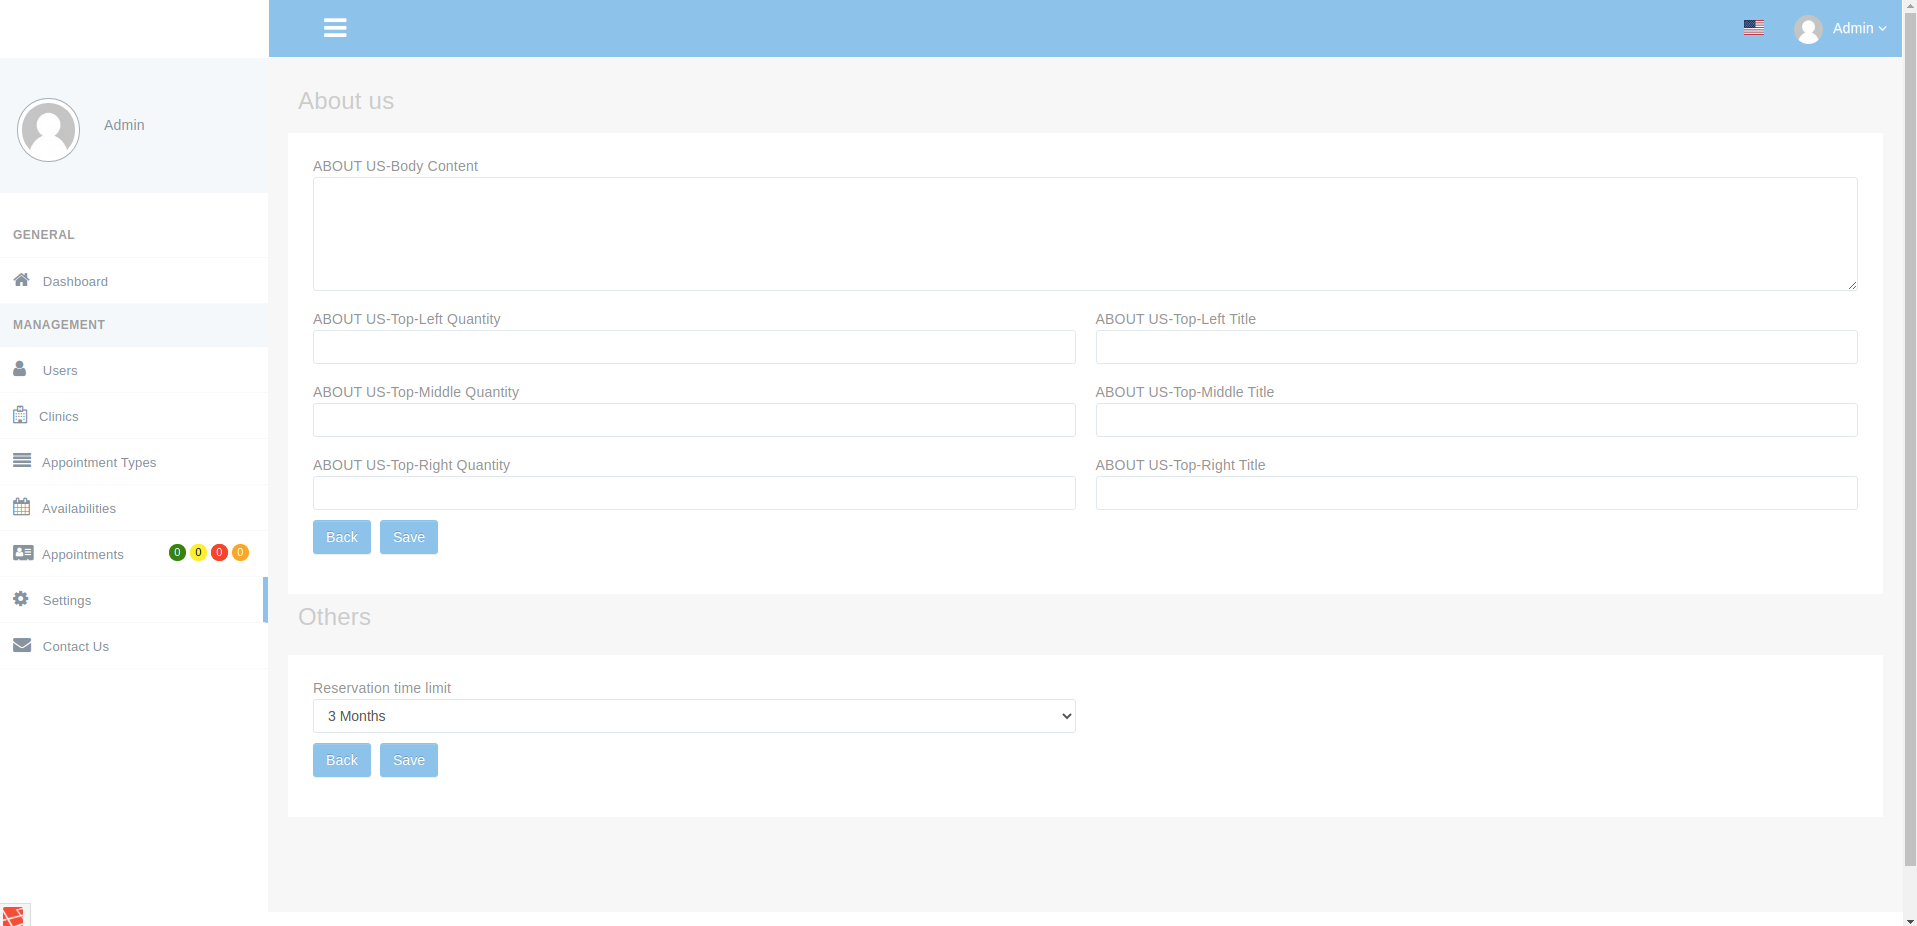 Admin
Admin
GENERAL
Dashboard
MANAGEMENT
Users
Clinics
Appointment Types
Availabilities
Appointments 0 0 0 0
Settings
Contact Us
About us
ABOUT US-Body Content
ABOUT US-Top-Left Quantity
ABOUT US-Top-Left Title
ABOUT US-Top-Middle Quantity
ABOUT US-Top-Middle Title
ABOUT US-Top-Right Quantity
ABOUT US-Top-Right Title
Back Save
Others
Reservation time limit
3 Months
Back Save